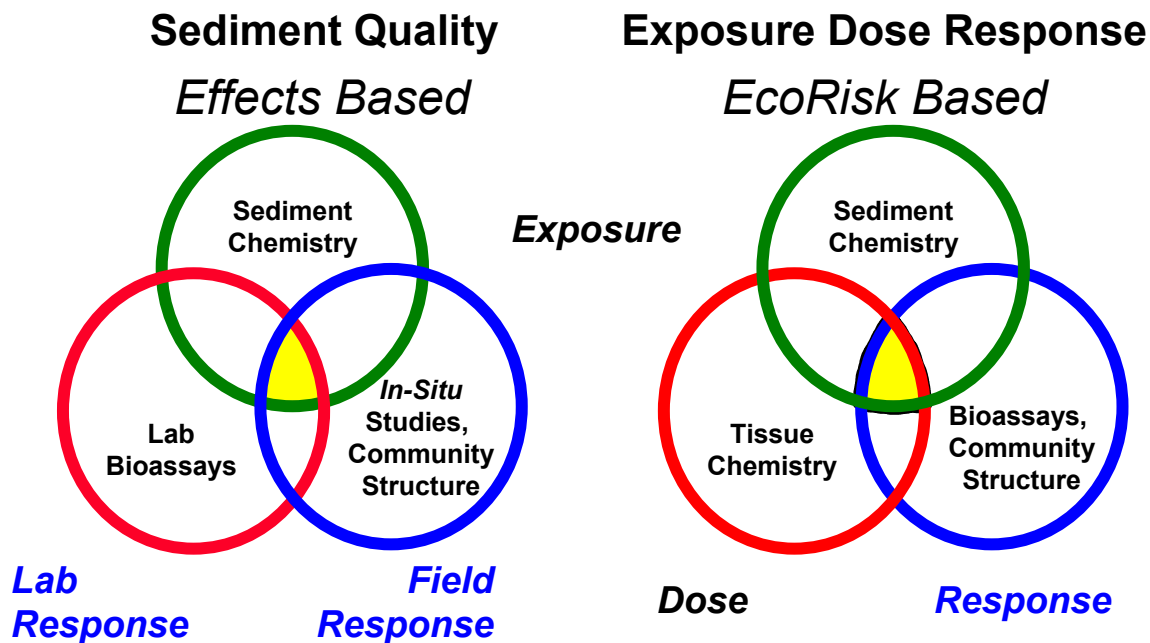 Sediment Quality
Effects Based
Sediment
Chemistry
Lab
Bioassays
In-Situ
Studies,
Community
Structure
Lab
Response
Field
Response
Exposure
Exposure Dose Response
EcoRisk Based
Sediment
Chemistry
Tissue
Chemistry
Bioassays,
Community
Structure
Dose
Response